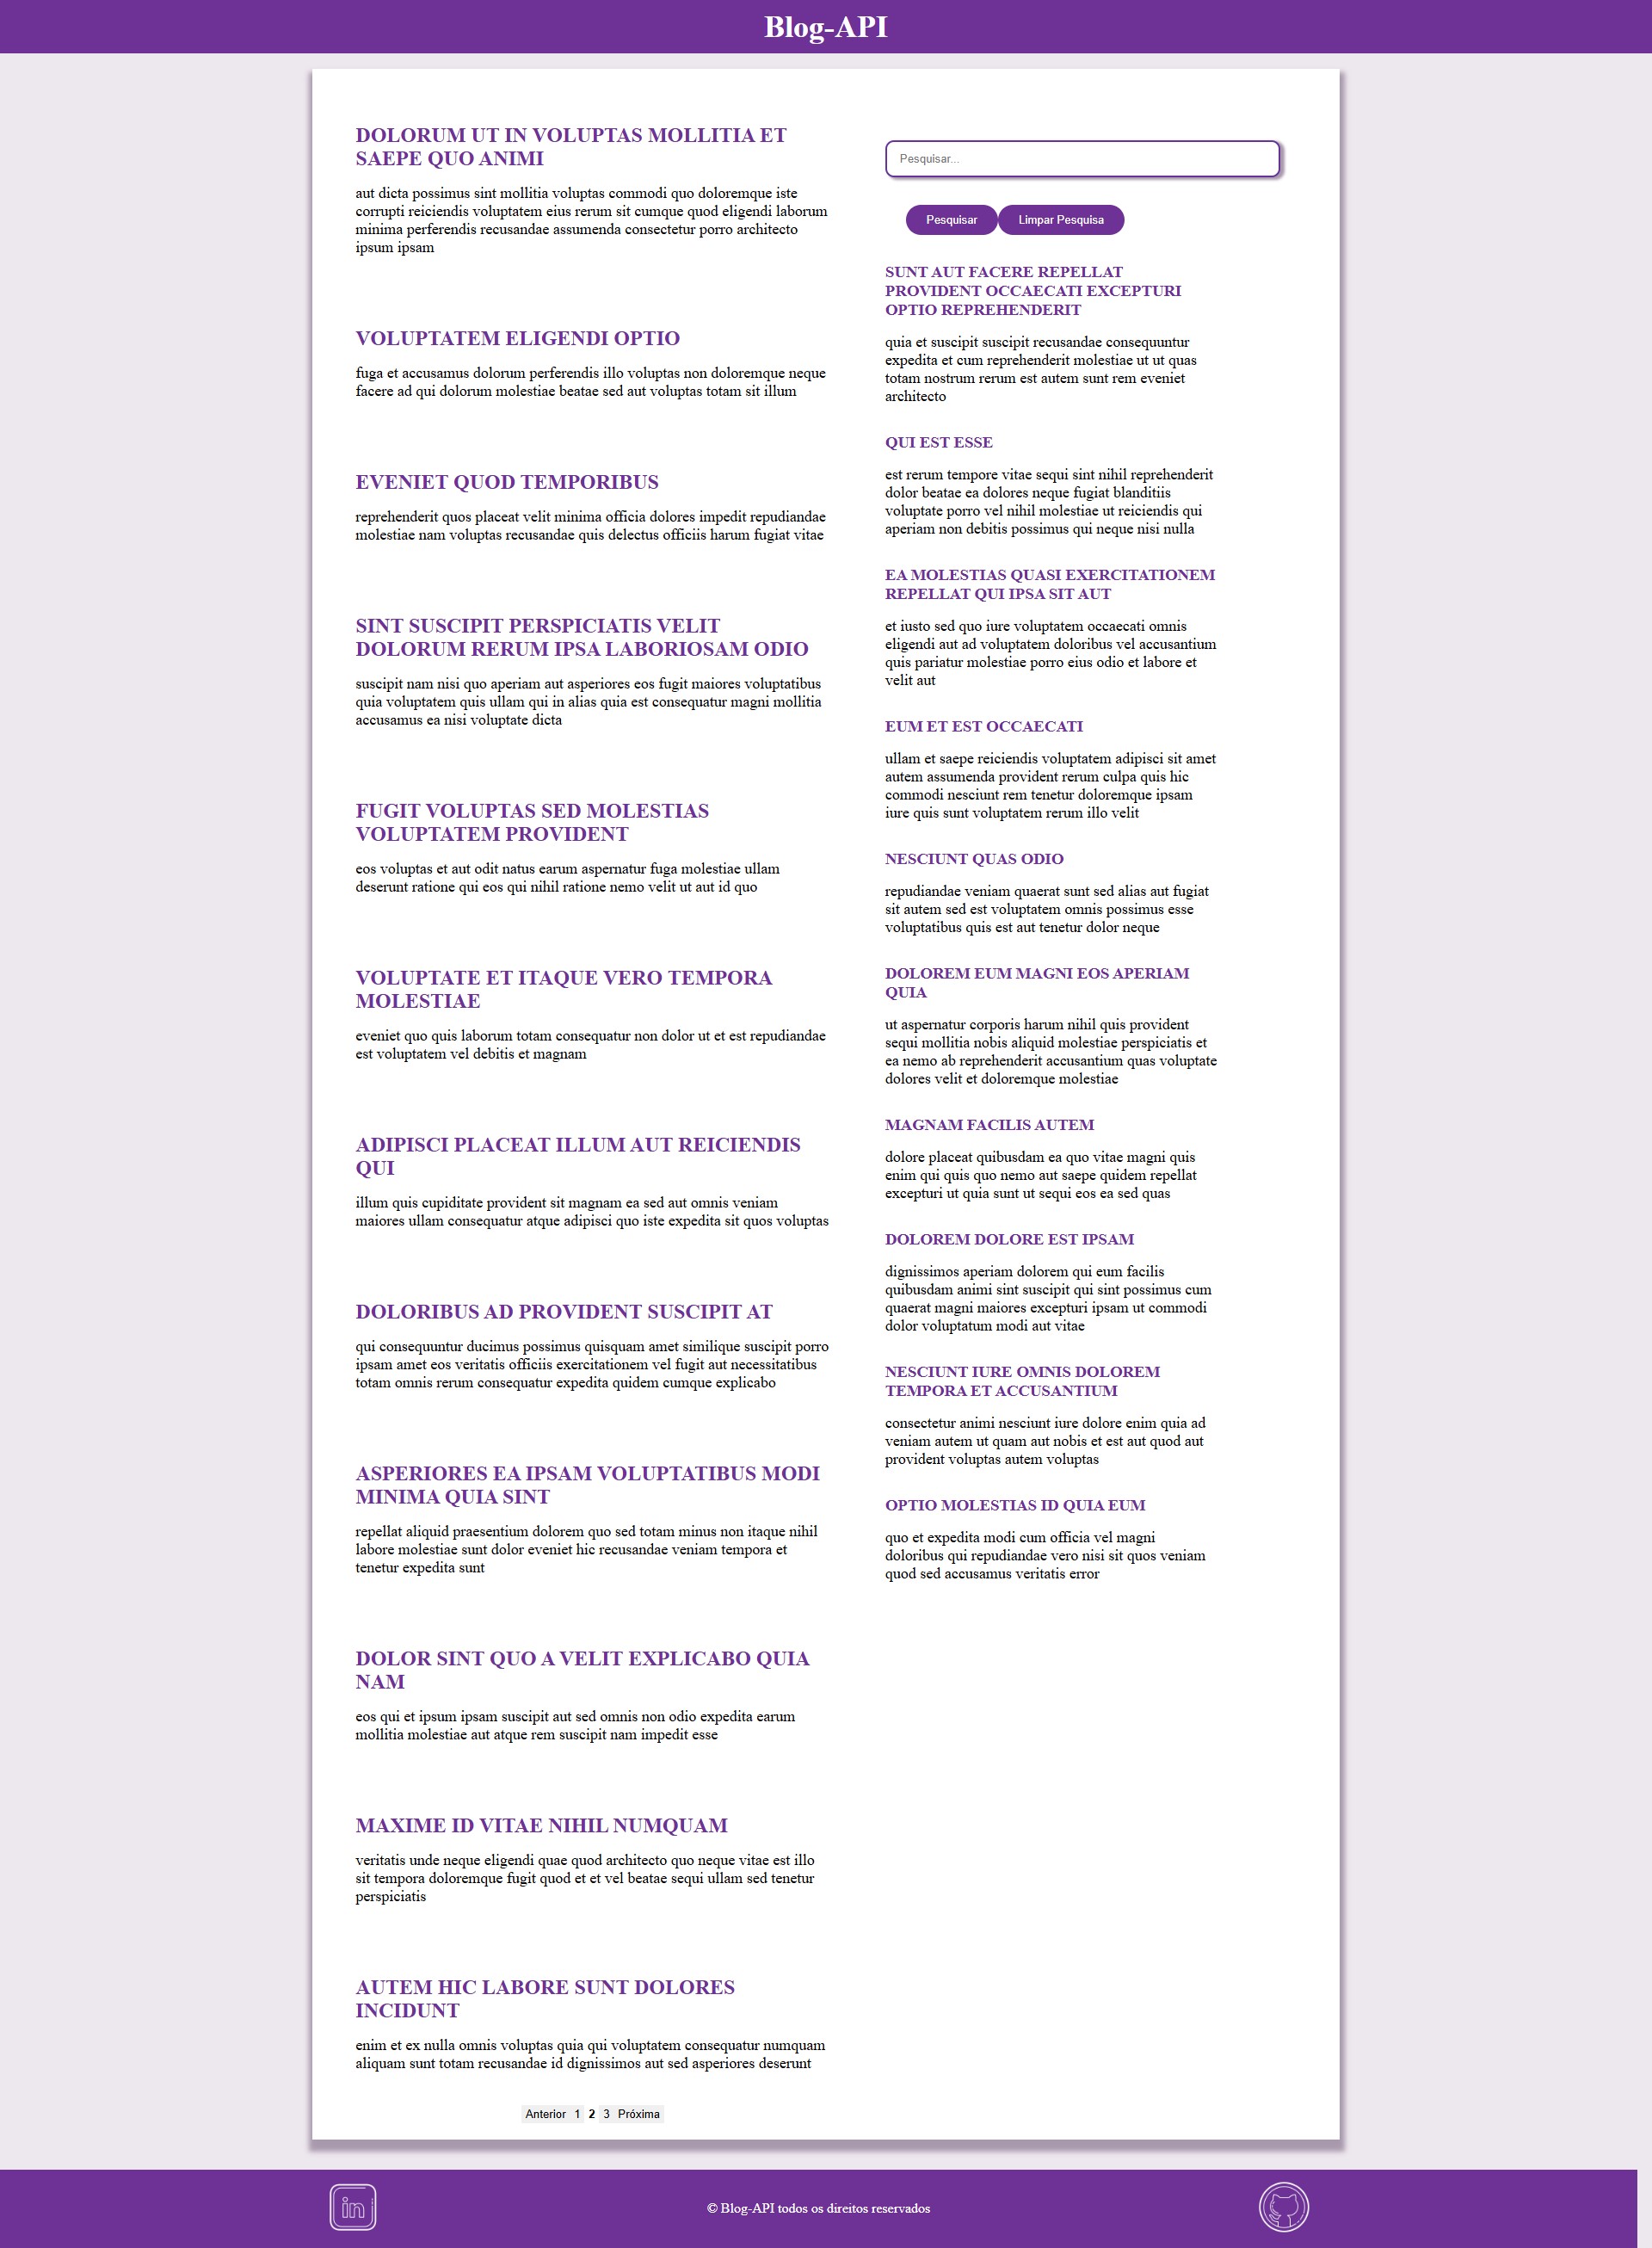 Blog-API
DOLORUM UT IN VOLUPTAS MOLLITIA ET
SAEPE QUO ANIMI
aut dicta possimus sint mollitia voluptas commodi quo doloremque iste
corrupti reiciendis voluptatem eius rerum sit cumque quod eligendi laborum
minima perferendis recusandae assumenda consectetur porro architecto
ipsum ipsam
VOLUPTATEM ELIGENDI OPTIO
fuga et accusamus dolorum perferendis illo voluptas non doloremque neque
facere ad qui dolorum molestiae beatae sed aut voluptas totam sit illum
EVENIET QUOD TEMPORIBUS
reprehenderit quos placeat velit minima officia dolores impedit repudiandae
molestiae nam voluptas recusandae quis delectus officiis harum fugiat vitae
SINT SUSCIPIT PERSPICIATIS VELIT
DOLORUM RERUM IPSA LABORIOSAM ODIO
suscipit nam nisi quo aperiam aut asperiores eos fugit maiores voluptatibus
quia voluptatem quis ullam qui in alias quia est consequatur magni mollitia
accusamus ea nisi voluptate dicta
FUGIT VOLUPTAS SED MOLESTIAS
VOLUPTATEM PROVIDENT
eos voluptas et aut odit natus earum aspernatur fuga molestiae ullam
deserunt ratione qui eos qui nihil ratione nemo velit ut aut id quo
VOLUPTATE ET ITAQUE VERO TEMPORA
MOLESTIAE
eveniet quo quis laborum totam consequatur non dolor ut et est repudiandae
est voluptatem vel debitis et magnam
ADIPISCI PLACEAT ILLUM AUT REICIENDIS
QUI
illum quis cupiditate provident sit magnam ea sed aut omnis veniam
maiores ullam consequatur atque adipisci quo iste expedita sit quos voluptas
DOLORIBUS AD PROVIDENT SUSCIPIT AT
qui consequuntur ducimus possimus quisquam amet similique suscipit porro
ipsam amet eos veritatis officiis exercitationem vel fugit aut necessitatibus
totam omnis rerum consequatur expedita quidem cumque explicabo
ASPERIORES EA IPSAM VOLUPTATIBUS MODI
MINIMA QUIA SINT
repellat aliquid praesentium dolorem quo sed totam minus non itaque nihil
labore molestiae sunt dolor eveniet hic recusandae veniam tempora et
tenetur expedita sunt
DOLOR SINT QUO A VELIT EXPLICABO QUIA
NAM
eos qui et ipsum ipsam suscipit aut sed omnis non odio expedita earum
mollitia molestiae aut atque rem suscipit nam impedit esse
MAXIME ID VITAE NIHIL NUMQUAM
veritatis unde neque eligendi quae quod architecto quo neque vitae est illo
sit tempora doloremque fugit quod et et vel beatae sequi ullam sed tenetur
perspiciatis
AUTEM HIC LABORE SUNT DOLORES
INCIDUNT
enim et ex nulla omnis voluptas quia qui voluptatem consequatur numquam
aliquam sunt totam recusandae id dignissimos aut sed asperiores deserunt
Anterior 1 2 3 Próxima
Pesquisar...
Pesquisar Limpar Pesquisa
SUNT AUT FACERE REPELLAT
PROVIDENT OCCAECATI EXCEPTURI
OPTIO REPREHENDERIT
quia et suscipit suscipit recusandae consequuntur
expedita et cum reprehenderit molestiae ut ut quas
totam nostrum rerum est autem sunt rem eveniet
architecto
QUI EST ESSE
est rerum tempore vitae sequi sint nihil reprehenderit
dolor beatae ea dolores neque fugiat blanditiis
voluptate porro vel nihil molestiae ut reiciendis qui
aperiam non debitis possimus qui neque nisi nulla
EA MOLESTIAS QUASI EXERCITATIONEM
REPELLAT QUI IPSA SIT AUT
et iusto sed quo iure voluptatem occaecati omnis
eligendi aut ad voluptatem doloribus vel accusantium
quis pariatur molestiae porro eius odio et labore et
velit aut
EUM ET EST OCCAECATI
ullam et saepe reiciendis voluptatem adipisci sit amet
autem assumenda provident rerum culpa quis hic
commodi nesciunt rem tenetur doloremque ipsam
iure quis sunt voluptatem rerum illo velit
NESCIUNT QUAS ODIO
repudiandae veniam quaerat sunt sed alias aut fugiat
sit autem sed est voluptatem omnis possimus esse
voluptatibus quis est aut tenetur dolor neque
DOLOREM EUM MAGNI EOS APERIAM
QUIA
ut aspernatur corporis harum nihil quis provident
sequi mollitia nobis aliquid molestiae perspiciatis et
ea nemo ab reprehenderit accusantium quas voluptate
dolores velit et doloremque molestiae
MAGNAM FACILIS AUTEM
dolore placeat quibusdam ea quo vitae magni quis
enim qui quis quo nemo aut saepe quidem repellat
excepturi ut quia sunt ut sequi eos ea sed quas
DOLOREM DOLORE EST IPSAM
dignissimos aperiam dolorem qui eum facilis
quibusdam animi sint suscipit qui sint possimus cum
quaerat magni maiores excepturi ipsam ut commodi
dolor voluptatum modi aut vitae
NESCIUNT IURE OMNIS DOLOREM
TEMPORA ET ACCUSANTIUM
consectetur animi nesciunt iure dolore enim quia ad
veniam autem ut quam aut nobis et est aut quod aut
provident voluptas autem voluptas
OPTIO MOLESTIAS ID QUIA EUM
quo et expedita modi cum officia vel magni
doloribus qui repudiandae vero nisi sit quos veniam
quod sed accusamus veritatis error
in
© Blog-API todos os direitos reservados